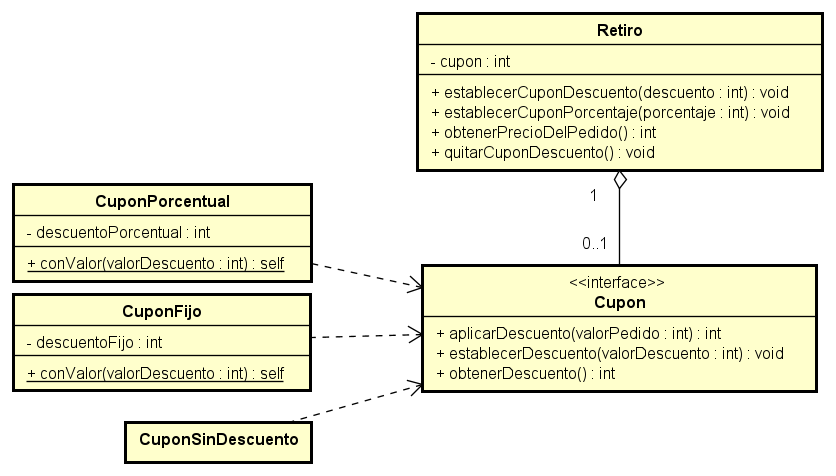 Retiro
- cupon : int
+ establecerCuponDescuento(descuento : int) : void
+ establecerCuponPorcentaje(porcentaje : int) : void
+ obtenerPrecioDelPedido() : int
+ quitarCuponDescuento() : void
1
0..1
CuponPorcentual
- descuentoPorcentual : int
+ conValor(valorDescuento : int) : self
CuponFijo
- descuentoFijo : int
+ conValor(valorDescuento : int) : self
CuponSinDescuento
<<interface>>
Cupon
+ aplicarDescuento(valorPedido : int) : int
+ establecerDescuento(valorDescuento : int) : void
+ obtenerDescuento() : int